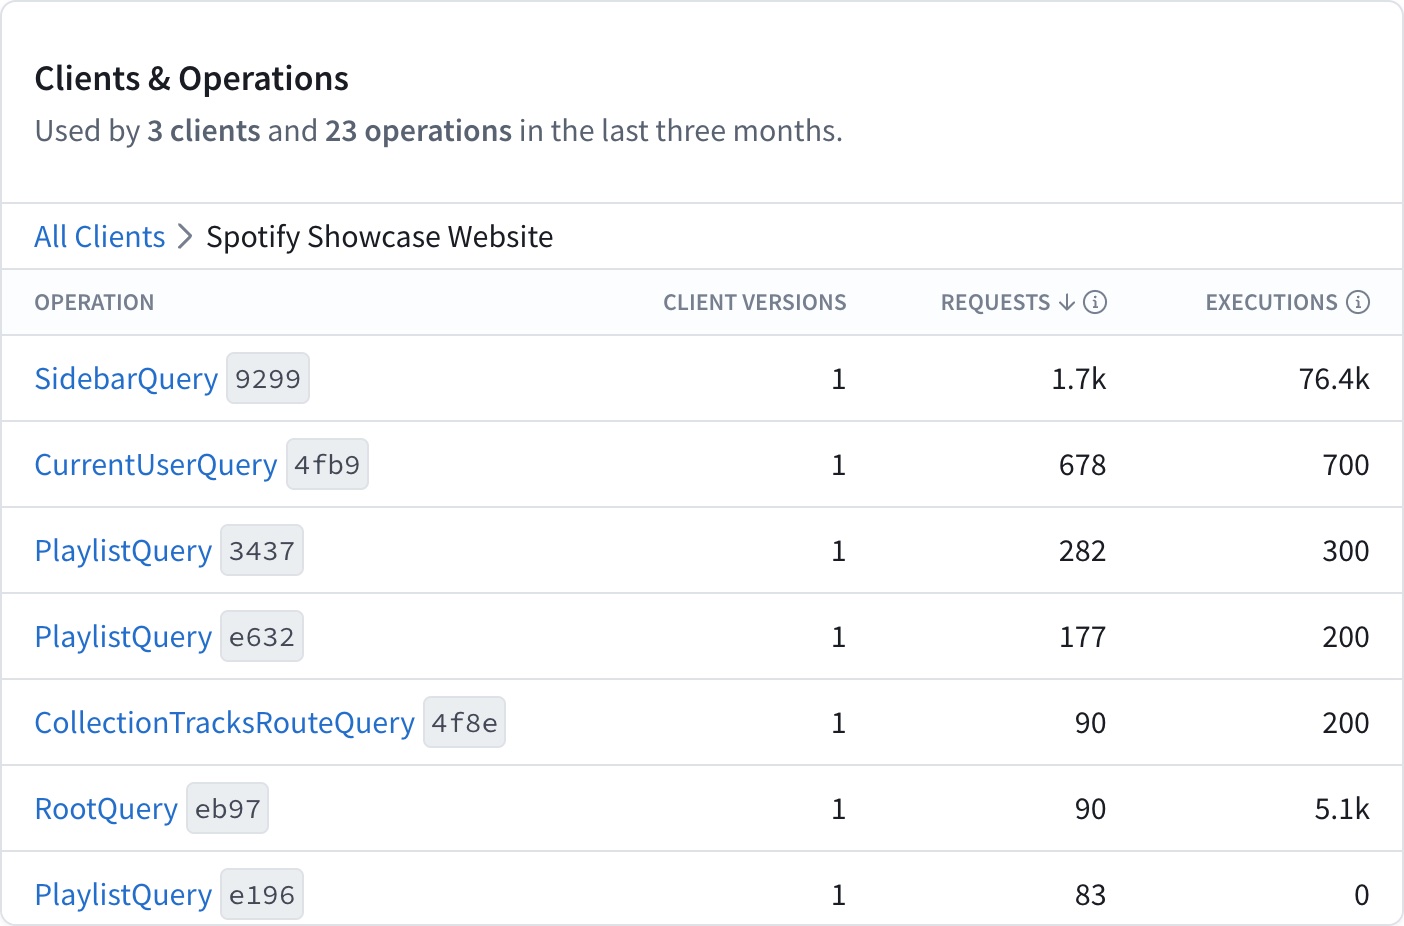 Clients & Operations
Used by 3 clients and 23 operations in the last three months.
All Clients > Spotify Showcase Website
OPERATION CLIENT VERSIONS REQUESTS ↓ EXECUTIONS
SidebarQuery 9299 1 1.7k 76.4k
CurrentUserQuery 4fb9 1 678 700
PlaylistQuery 3437 1 282 300
PlaylistQuery e632 1 177 200
CollectionTracksRouteQuery 4f8e 1 90 200
RootQuery eb97 1 90 5.1k
PlaylistQuery e196 1 83 0